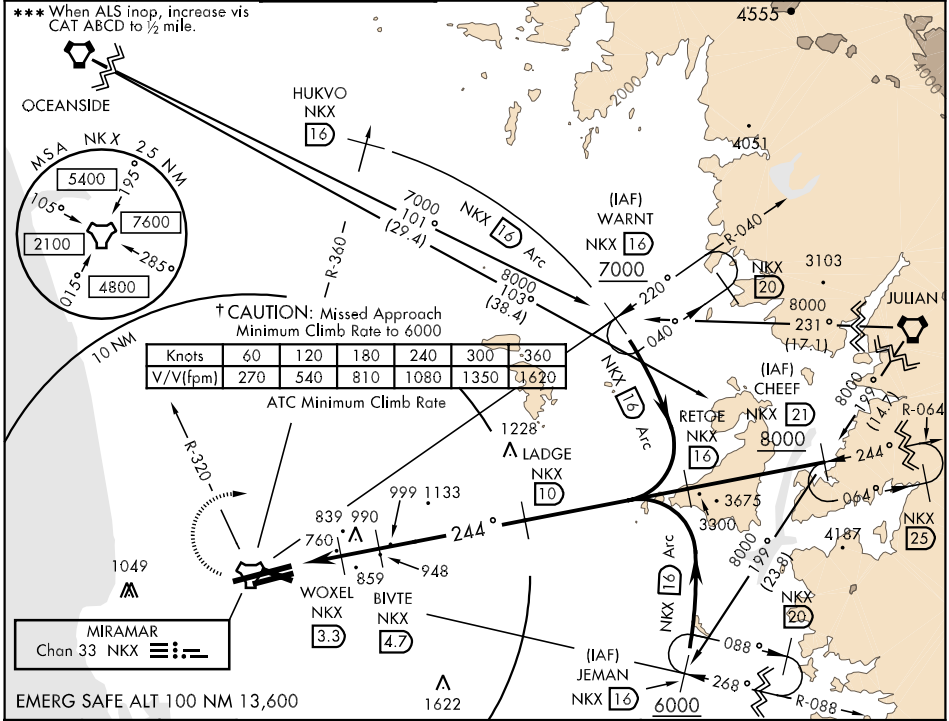 *** When ALS inop, increase vis
CAT ABCD to ½ mile.
OCEANSIDE
MSA NKX 25 NM
5400
195°
105°
7600
2100
285°
015°
4800
HUKVO
NKX
16
7000
101°
(29.4)
NKX 16 Arc
8000
103°
(38.4)
R-360
4555
2000
4000
4051
(IAF)
WARNT
NKX 16
7000
R-040
220°
040°
NKX
20
3103
8000
231°
(17.1)
JULIAN
† CAUTION: Missed Approach
Minimum Climb Rate to 6000
Knots 60 120 180 240 300 360
V/V(fpm) 270 540 810 1080 1350 1620
ATC Minimum Climb Rate
10 NM
NKX 16 Arc
(IAF)
CHEEF
NKX 21
8000
8000
199°
R-064
244°
064°
NKX
25
RETOE
NKX
16
1228
LADGE
NKX
10
3675
3300
4187
R-320
839
990
999
1133
244°
760
859
948
WOXEL
NKX
3.3
BIVTE
NKX
4.7
1049
8000
199°
(23.8)
NKX 16 Arc
NKX
20
088°
268°
R-088
(IAF)
JEMAN
NKX 16
6000
1622
MIRAMAR
Chan 33 NKX
EMERG SAFE ALT 100 NM 13,600